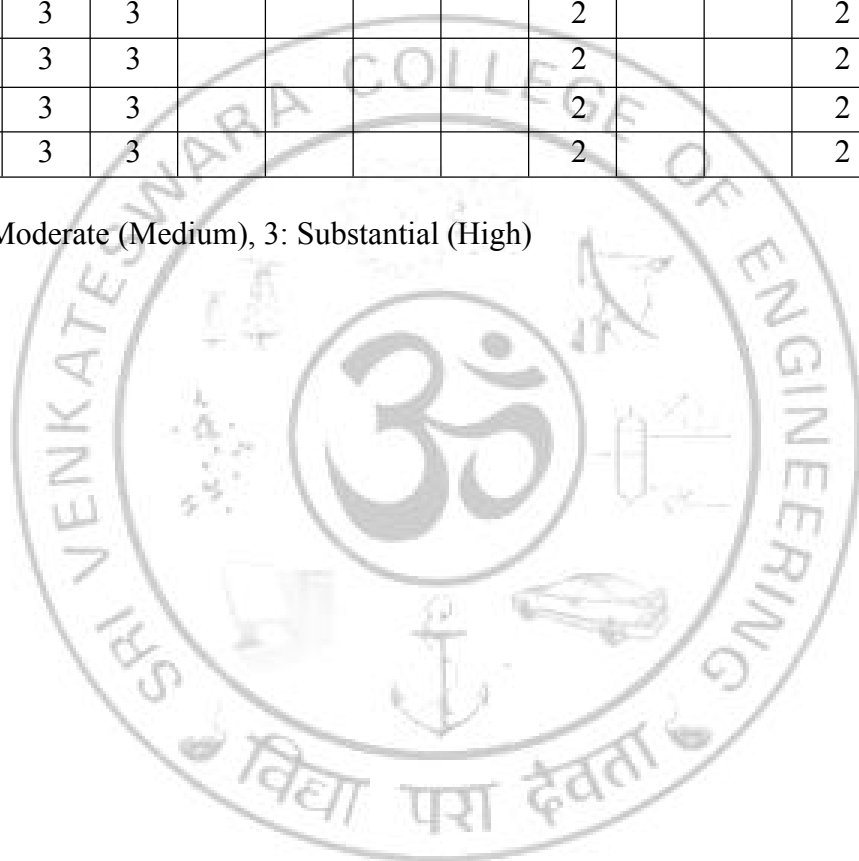 3 3 2 2
3 3 2 2
3 3 2 2
3 3 2 2
Moderate (Medium), 3: Substantial (High)
SRI VENKATESWARA COLLEGE OF ENGINEERING
ॐ
विद्या परा दैवता